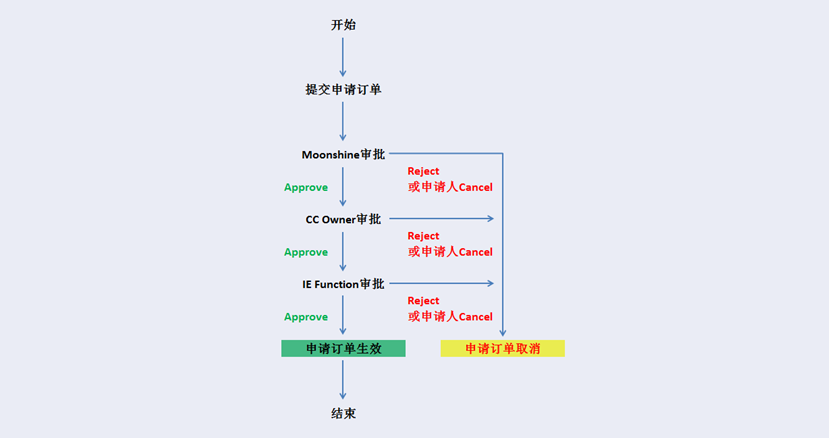 开始
提交申请订单
Moonshine审批
Reject
Approve
或申请人Cancel
CC Owner审批
Reject
Approve
或申请人Cancel
IE Function审批
Reject
Approve
或申请人Cancel
申请订单生效
申请订单取消
结束